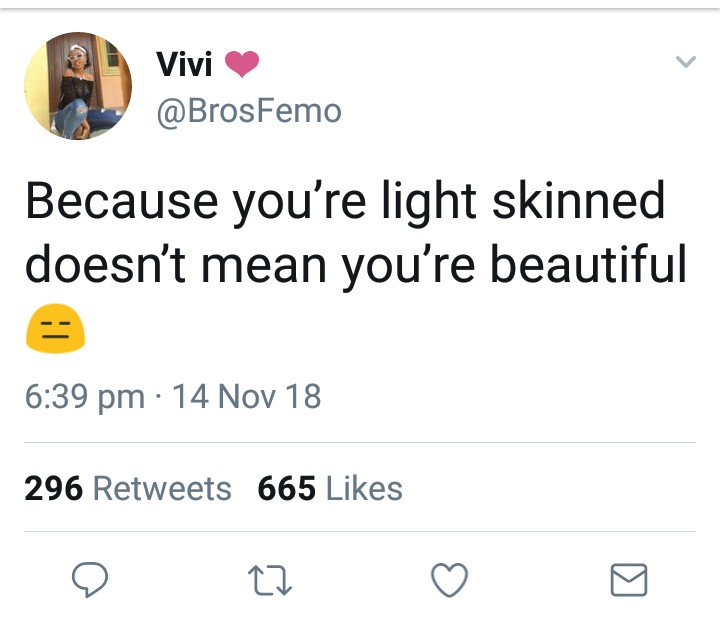 Vivi
@BrosFemo
Because you’re light skinned
doesn’t mean you’re beautiful
😑
6:39 pm · 14 Nov 18
296 Retweets 665 Likes